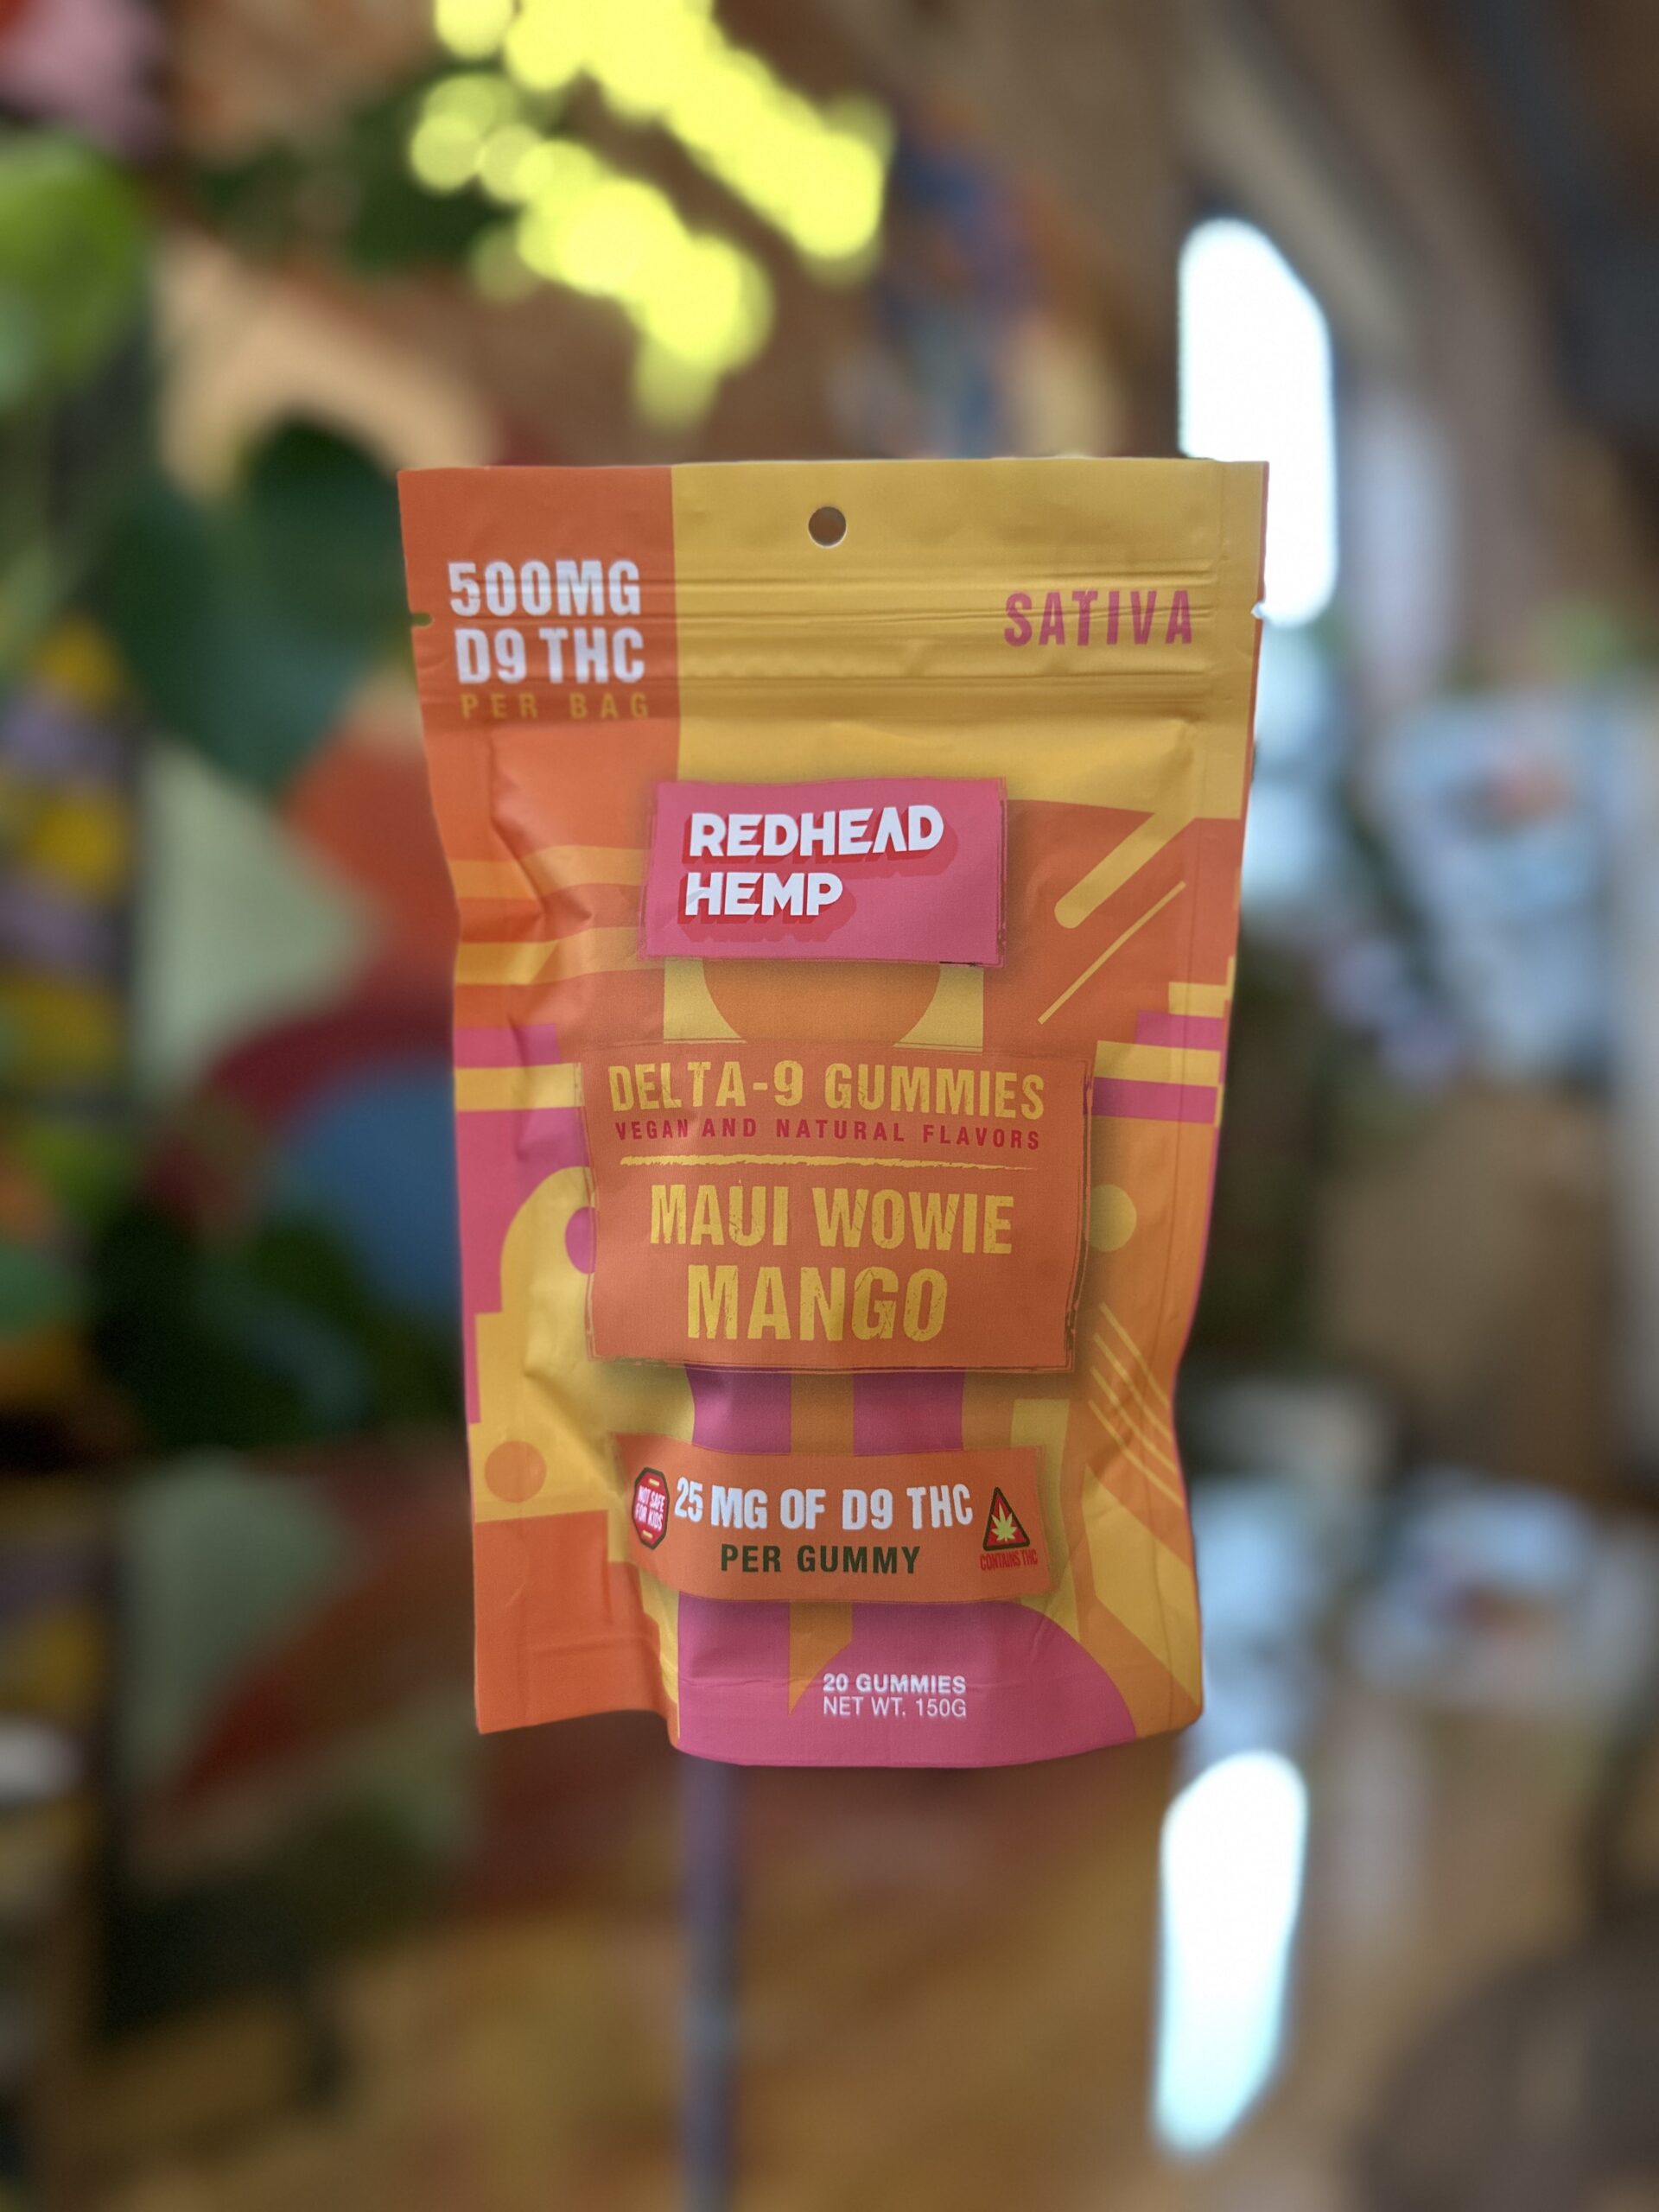 500MG
D9 THC
PER BAG
SATIVA
REDHEAD
HEMP
DELTA-9 GUMMIES
VEGAN AND NATURAL FLAVORS
MAUI WOWIE
MANGO
NOT SAFE
FOR KIDS
25 MG OF D9 THC
PER GUMMY
CONTAINS THC
20 GUMMIES
NET WT. 150G